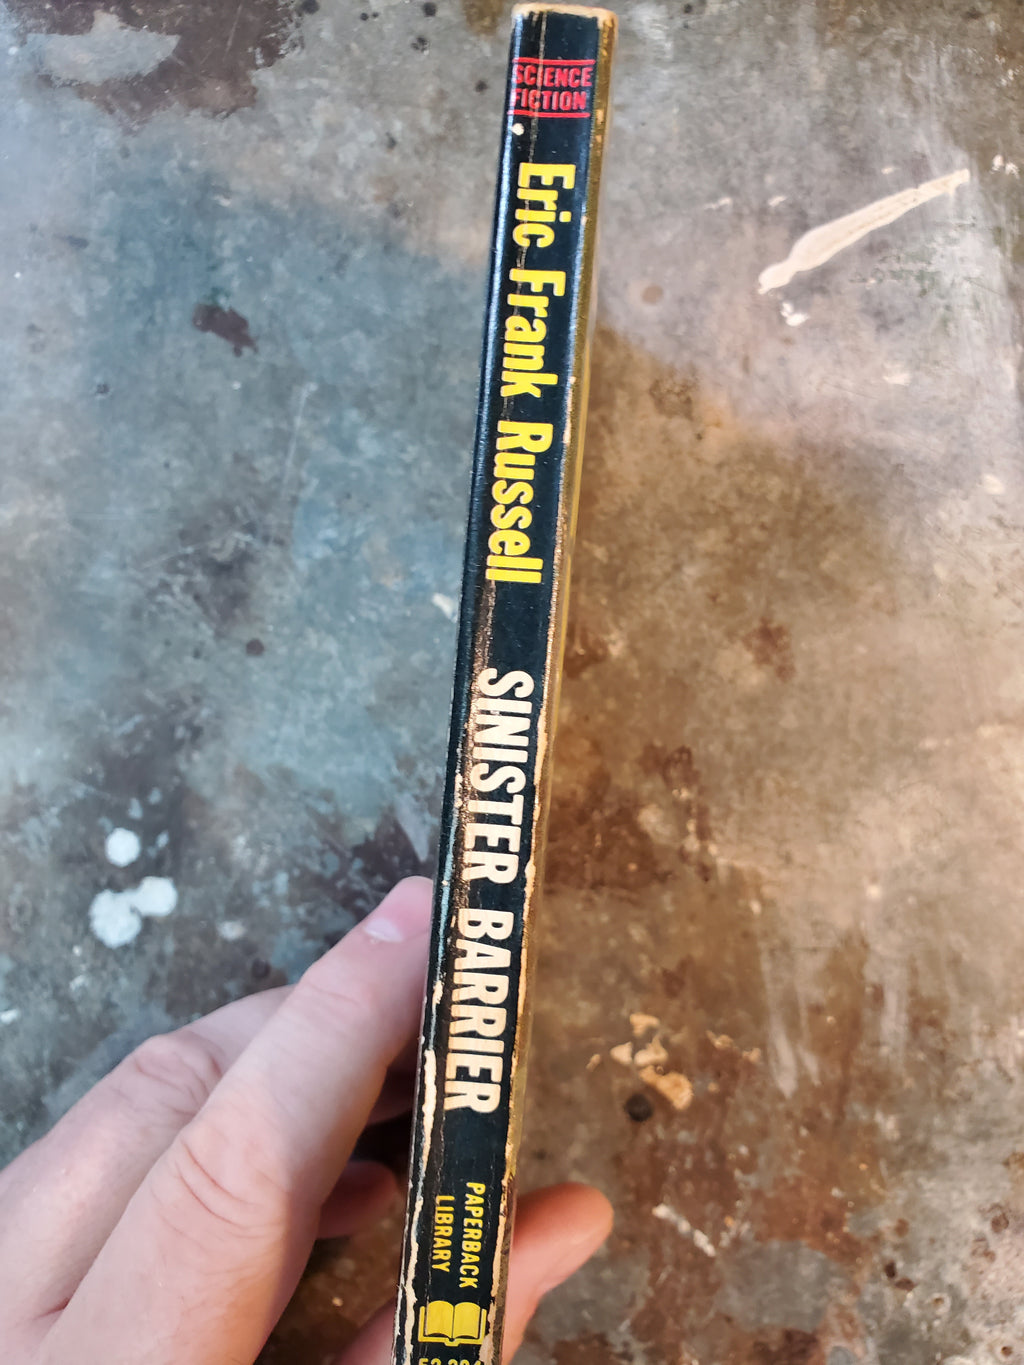 SCIENCE
FICTION
Eric Frank Russell
SINISTER BARRIER
PAPERBACK
LIBRARY